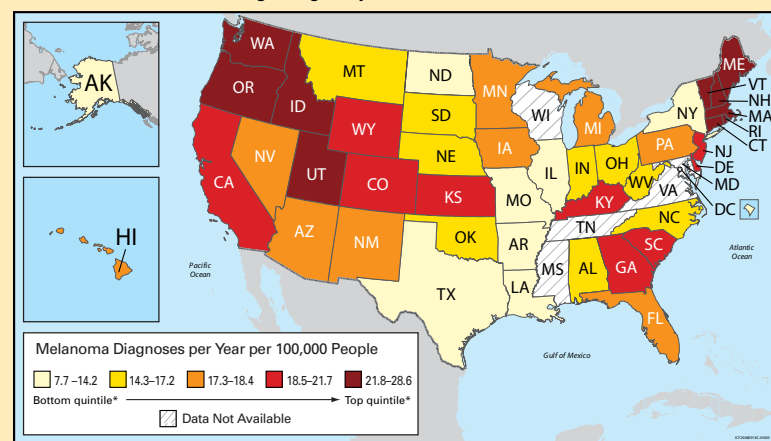 AK
HI
WA
OR
ID
MT
ND
MN
WI
MI
ME
VT
NH
MA
RI
CT
NY
NJ
DE
MD
DC
PA
CA
NV
UT
WY
SD
NE
IA
IL
IN
OH
WV
VA
CO
KS
MO
KY
AZ
NM
OK
AR
TN
NC
SC
TX
LA
MS
AL
GA
FL
Pacific
Ocean
Atlantic
Ocean
Gulf of Mexico
Melanoma Diagnoses per Year per 100,000 People
7.7–14.2 14.3–17.2 17.3–18.4 18.5–21.7 21.8–28.6
Bottom quintile* Top quintile*
Data Not Available